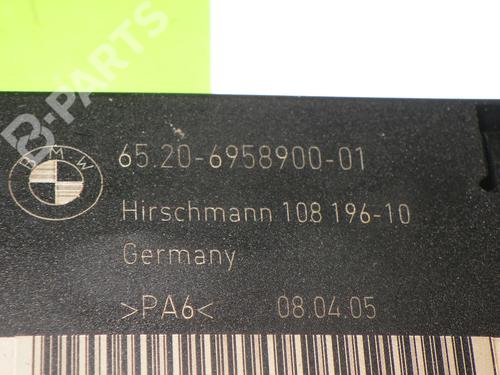 B-PARTS
BMW
65.20-6958900-01
Hirschmann 108 196-10
Germany
>PA6< 08.04.05